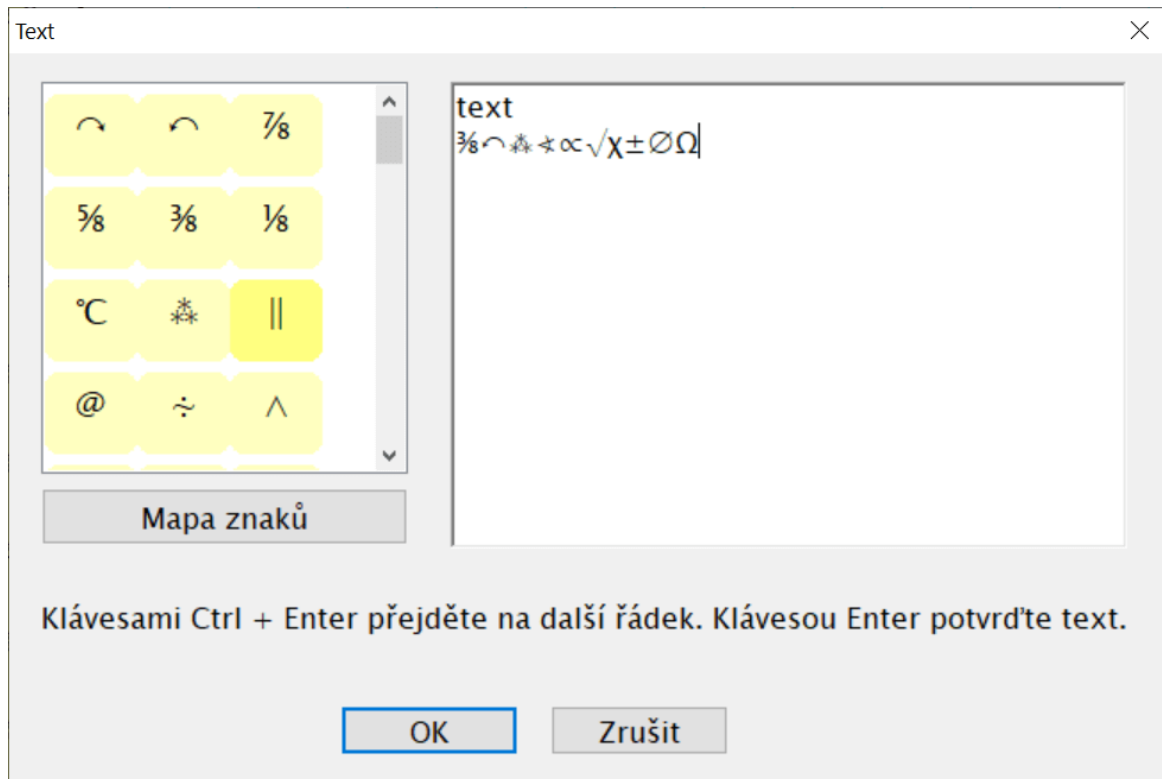 Text
↷ ↶ ⅞
⅝ ⅜ ⅛
℃ ⁂ ∥
@ ÷ ∧
Mapa znaků
text
⅜⌒⁂∢∝√χ±∅Ω
Klávesami Ctrl + Enter přejděte na další řádek. Klávesou Enter potvrďte text.
OK
Zrušit